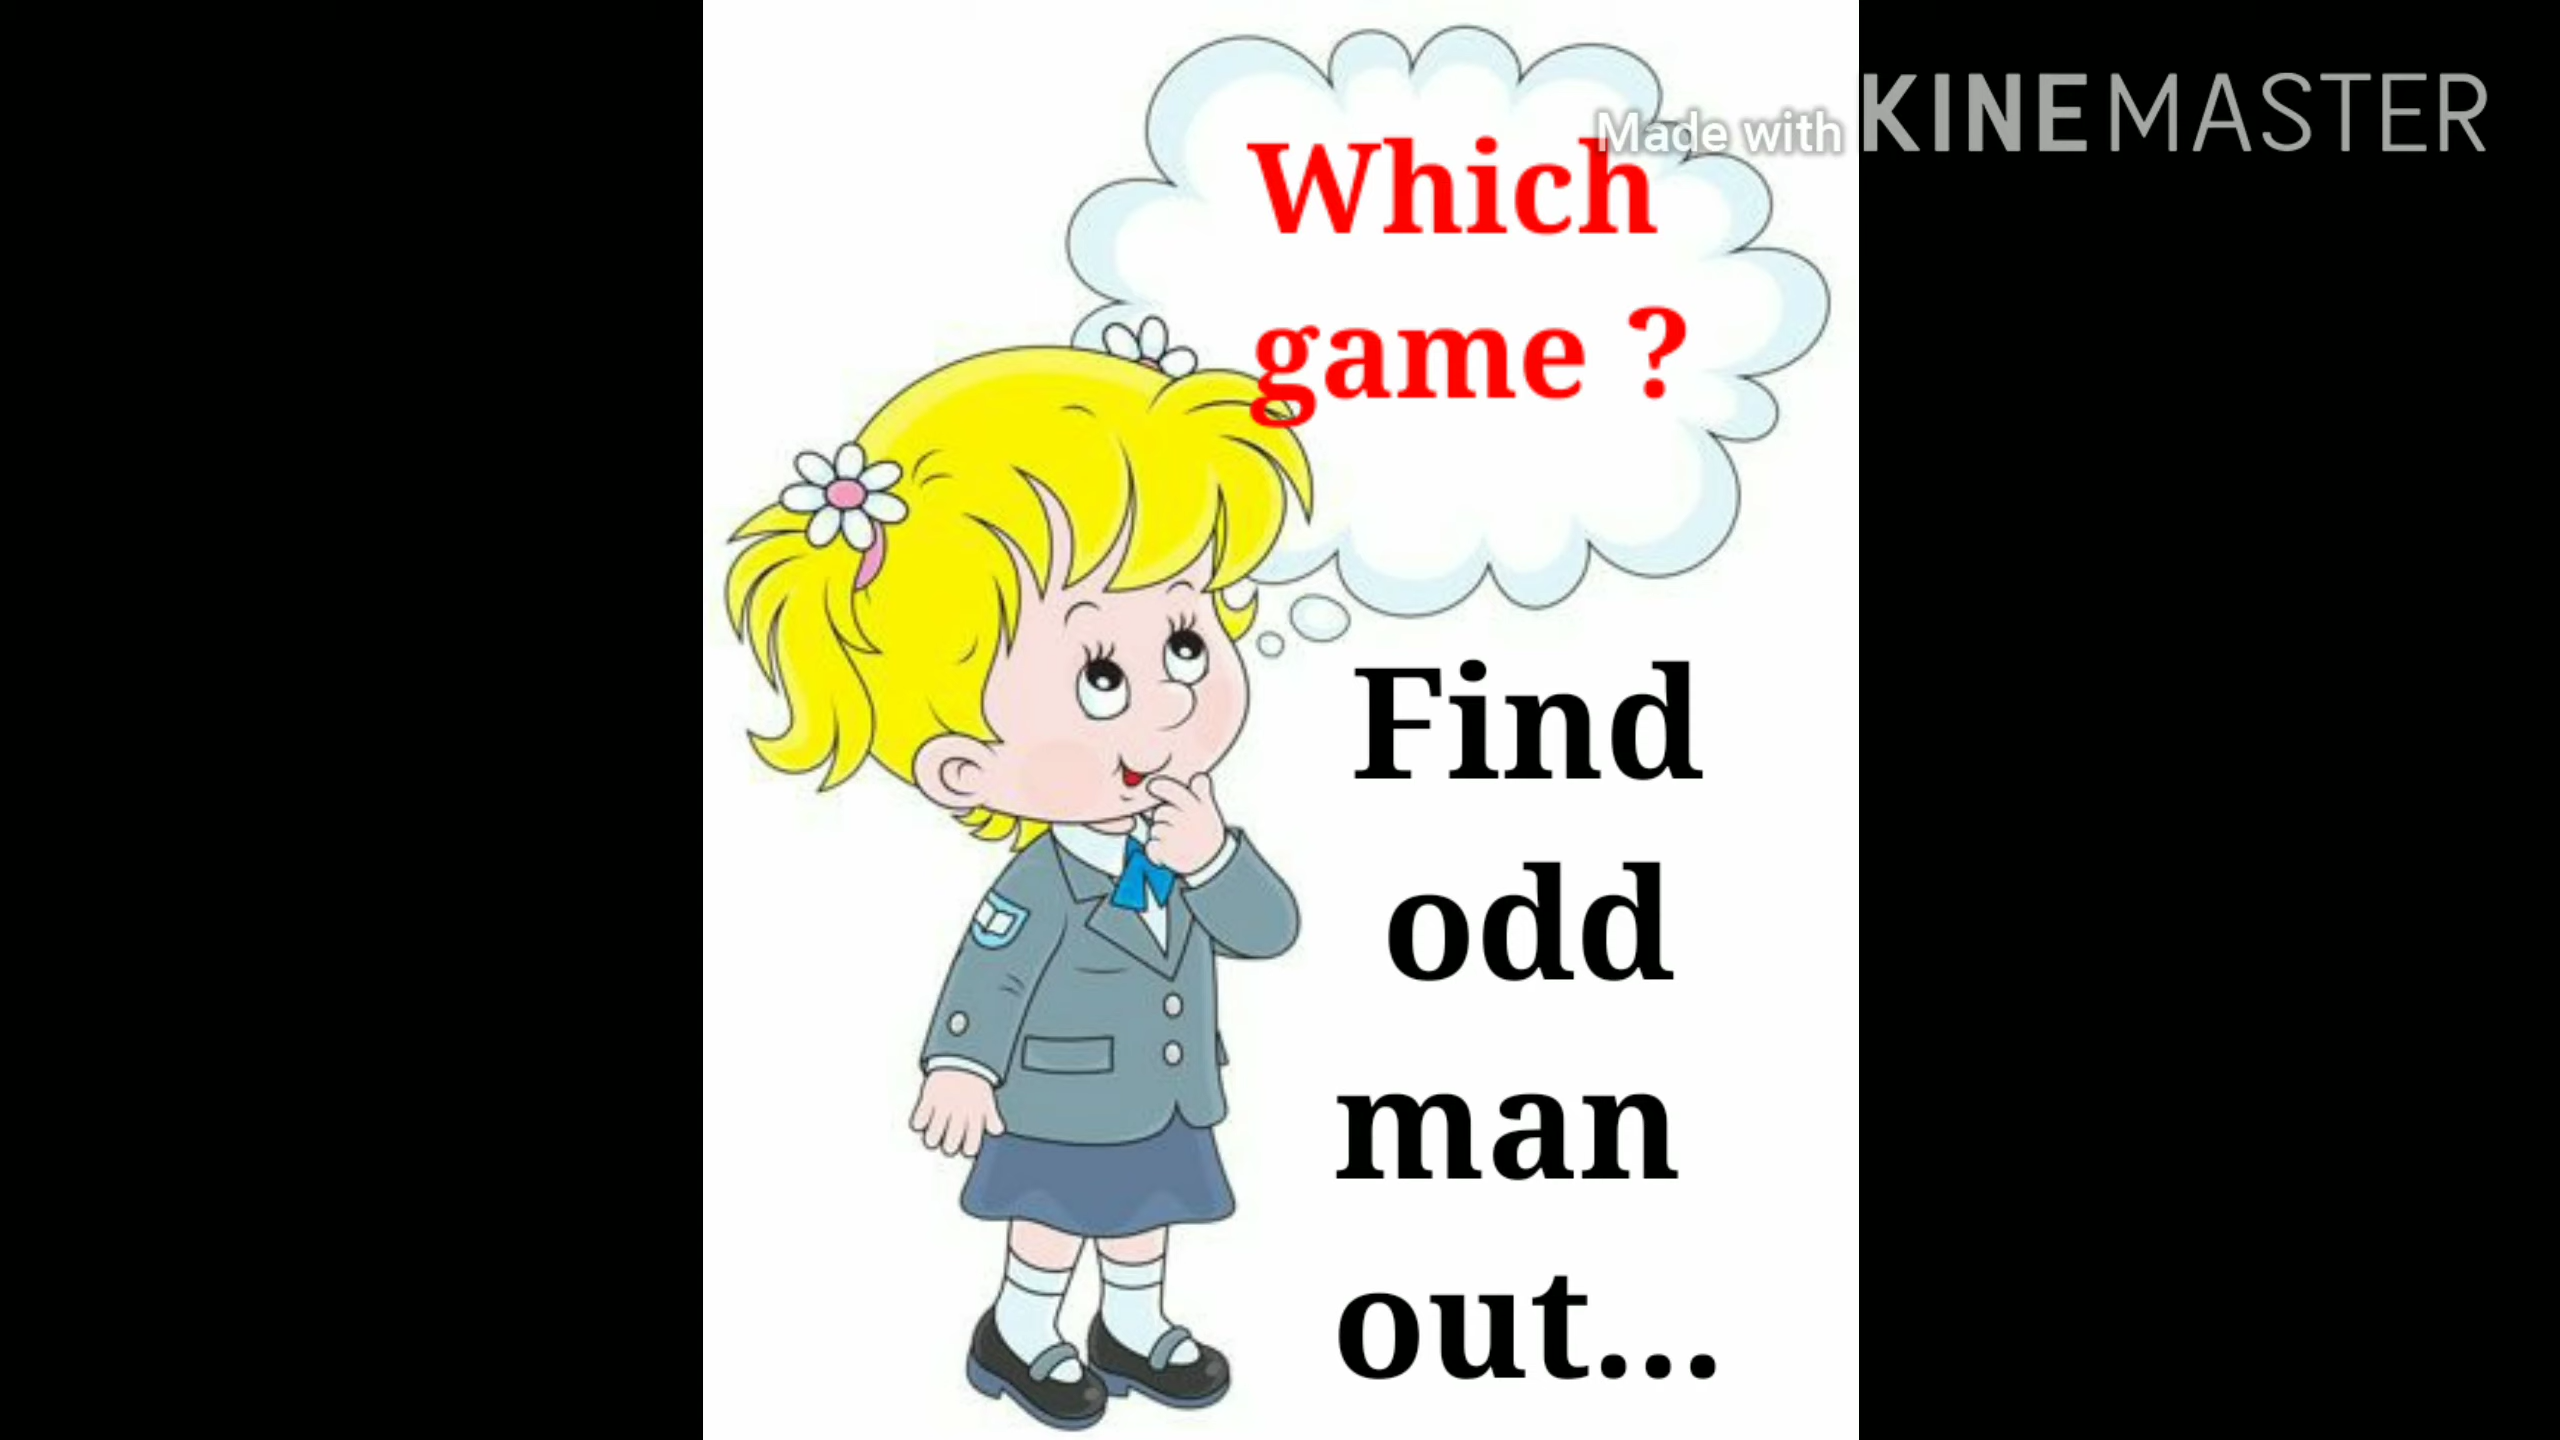 Made with KINEMASTER
Which
game ?
Find
odd
man
out...